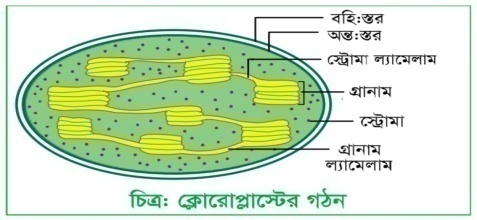 বহি:স্তর
অন্ত:স্তর
স্ট্রোমা ল্যামেলাম
গ্রানাম
স্ট্রোমা
গ্রানাম
ল্যামেলাম
চিত্র: ক্লোরোপ্লাস্টের গঠন